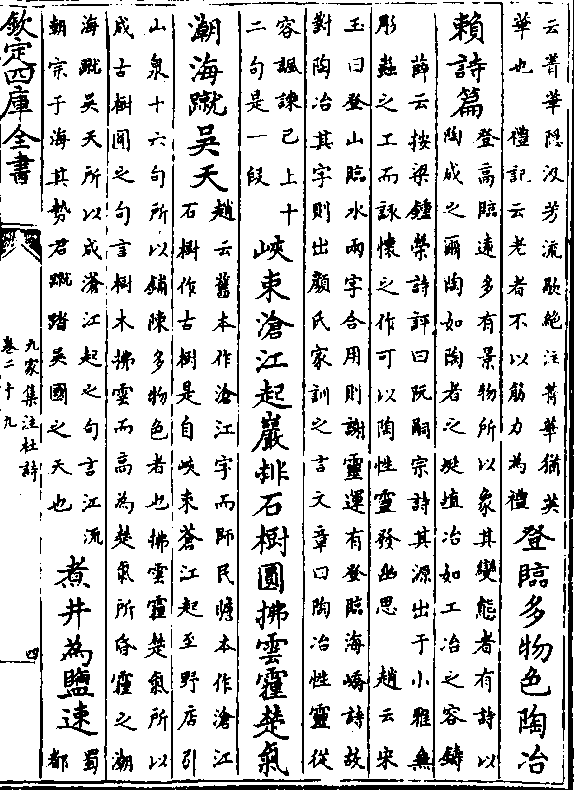 云菁華隱沒芳流歇絶注菁華猶英
華也 禮記云老者不以筋力為禮
登臨多物色陶冶
賴詩篇
登高臨遠多有景物所以象其變態者有詩以
陶成之爾陶如陶者之埏埴冶如工冶之容鑄
薛云按梁鍾榮詩評曰阮嗣宗詩其源出于小雅無
彫蟲之工而詠懷之作可以陶性靈發幽思 趙云宋
玉曰登山臨水兩字合用則謝靈運有登臨海嶠詩故
對陶冶其字則出顔氏家訓之言文章曰陶冶性靈從
容諷諫已上十
二句是一段
峽束滄江起巖排石樹圓拂雲霾楚氣
潮海蹴吳天
趙云舊本作滄江字而師民瞻本作滄江
石樹作古樹是自峽束蒼江起至野店引
山泉十六句所以鋪陳多物色者也拂雲霾楚氣所以
成古樹圓之句言樹木拂雲而高為楚氣所昏霾之潮
海蹴吳天所以成滄江起之句言江流
朝宗于海其勢若蹴踏吳國之天也
煮井為鹽速
蜀
都
欽定四庫全書
九家集注杜詩
卷二十九
四